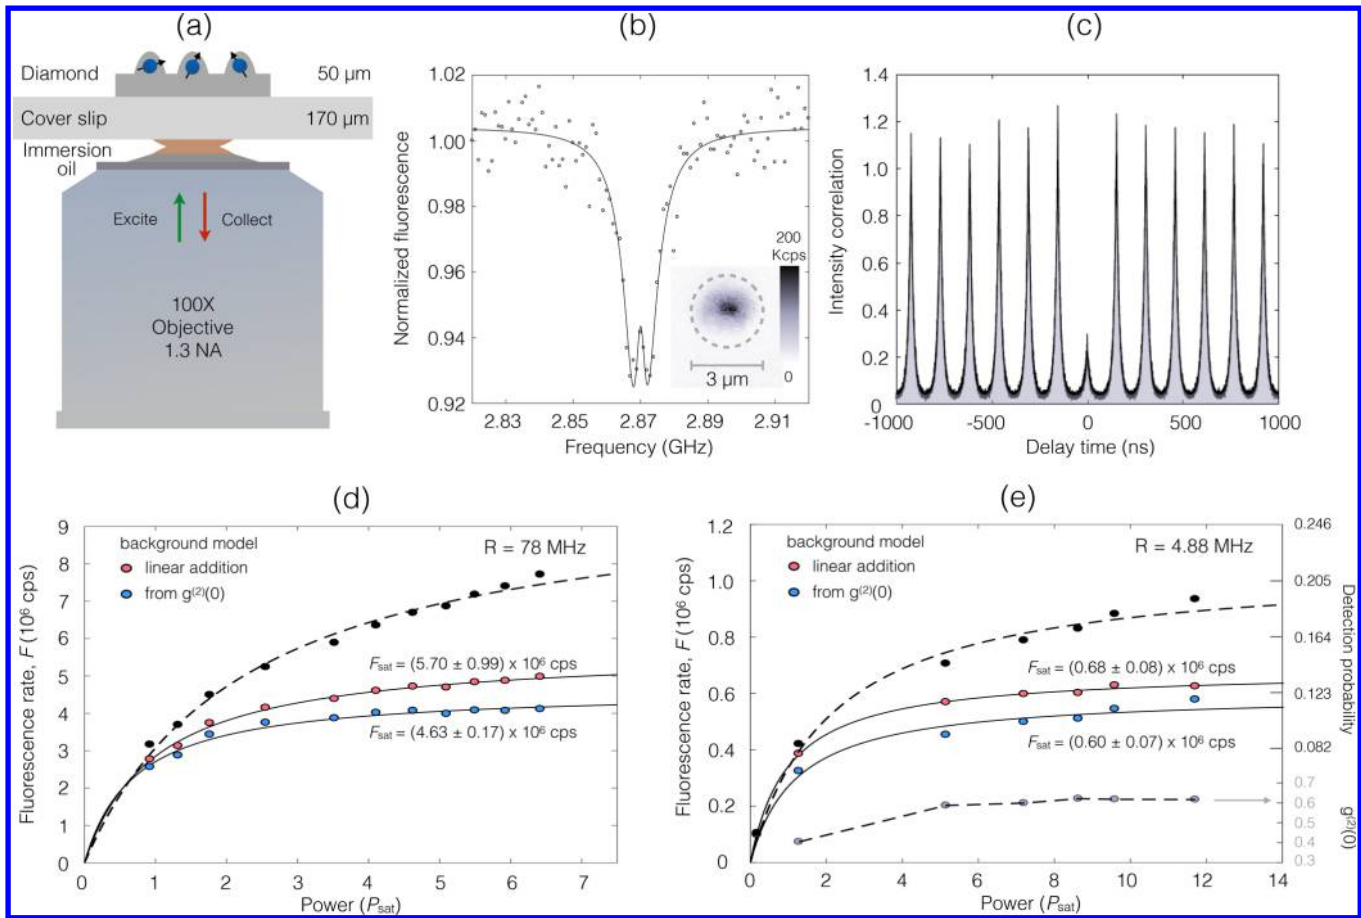 (a)
Diamond 50 µm
Cover slip 170 µm
Immersion
oil
Excite Collect
100X
Objective
1.3 NA
(b)
1.02
1.00
0.98
0.96
0.94
0.92
Normalized fluorescence
2.83 2.85 2.87 2.89 2.91
Frequency (GHz)
200
Kcps
0
3 µm
(c)
1.4
1.2
1.0
0.8
0.6
0.4
0.2
0
Intensity correlation
-1000 -500 0 500 1000
Delay time (ns)
(d)
9
8
7
6
5
4
3
2
1
0
Fluorescence rate, F (10⁶ cps)
background model
linear addition
from g⁽²⁾(0)
R = 78 MHz
Fsat = (5.70 ± 0.99) x 10⁶ cps
Fsat = (4.63 ± 0.17) x 10⁶ cps
0 1 2 3 4 5 6 7
Power (Psat)
(e)
1.2
1.0
0.8
0.6
0.4
0.2
0
Fluorescence rate, F (10⁶ cps)
background model
linear addition
from g⁽²⁾(0)
R = 4.88 MHz
Fsat = (0.68 ± 0.08) x 10⁶ cps
Fsat = (0.60 ± 0.07) x 10⁶ cps
0 2 4 6 8 10 12 14
Power (Psat)
0.246
0.205
0.164
0.123
0.082
Detection probability
0.7
0.6
0.5
0.4
0.3
g⁽²⁾(0)